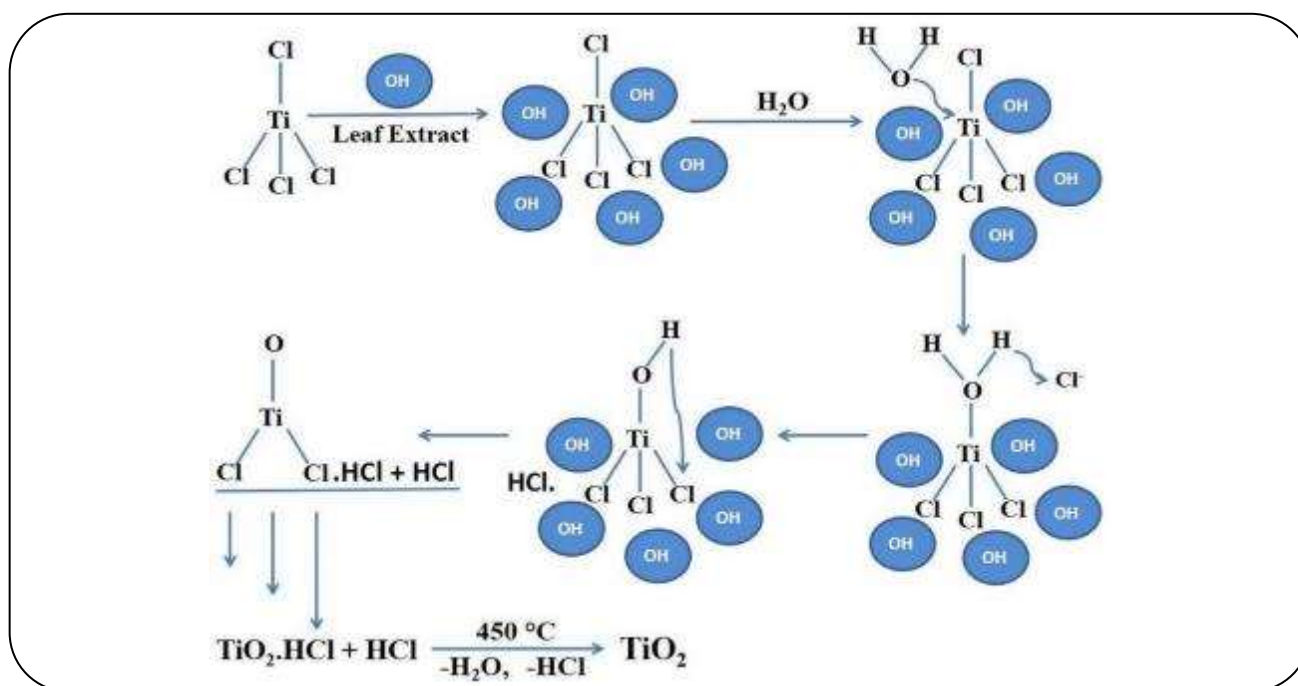 Cl
Ti
Cl
Cl
Cl
OH
Leaf Extract
Cl
Ti
Cl
Cl
Cl
OH
OH
OH
OH
OH
H₂O
H
H
O
Cl
Ti
Cl
Cl
Cl
OH
OH
OH
OH
OH
H
H
O
Cl⁻
Ti
Cl
Cl
Cl
OH
OH
OH
OH
OH
H
O
Ti
Cl
Cl
Cl
HCl.
OH
OH
OH
OH
OH
O
Ti
Cl
Cl.HCl + HCl
TiO₂.HCl + HCl
450 °C
-H₂O, -HCl
TiO₂